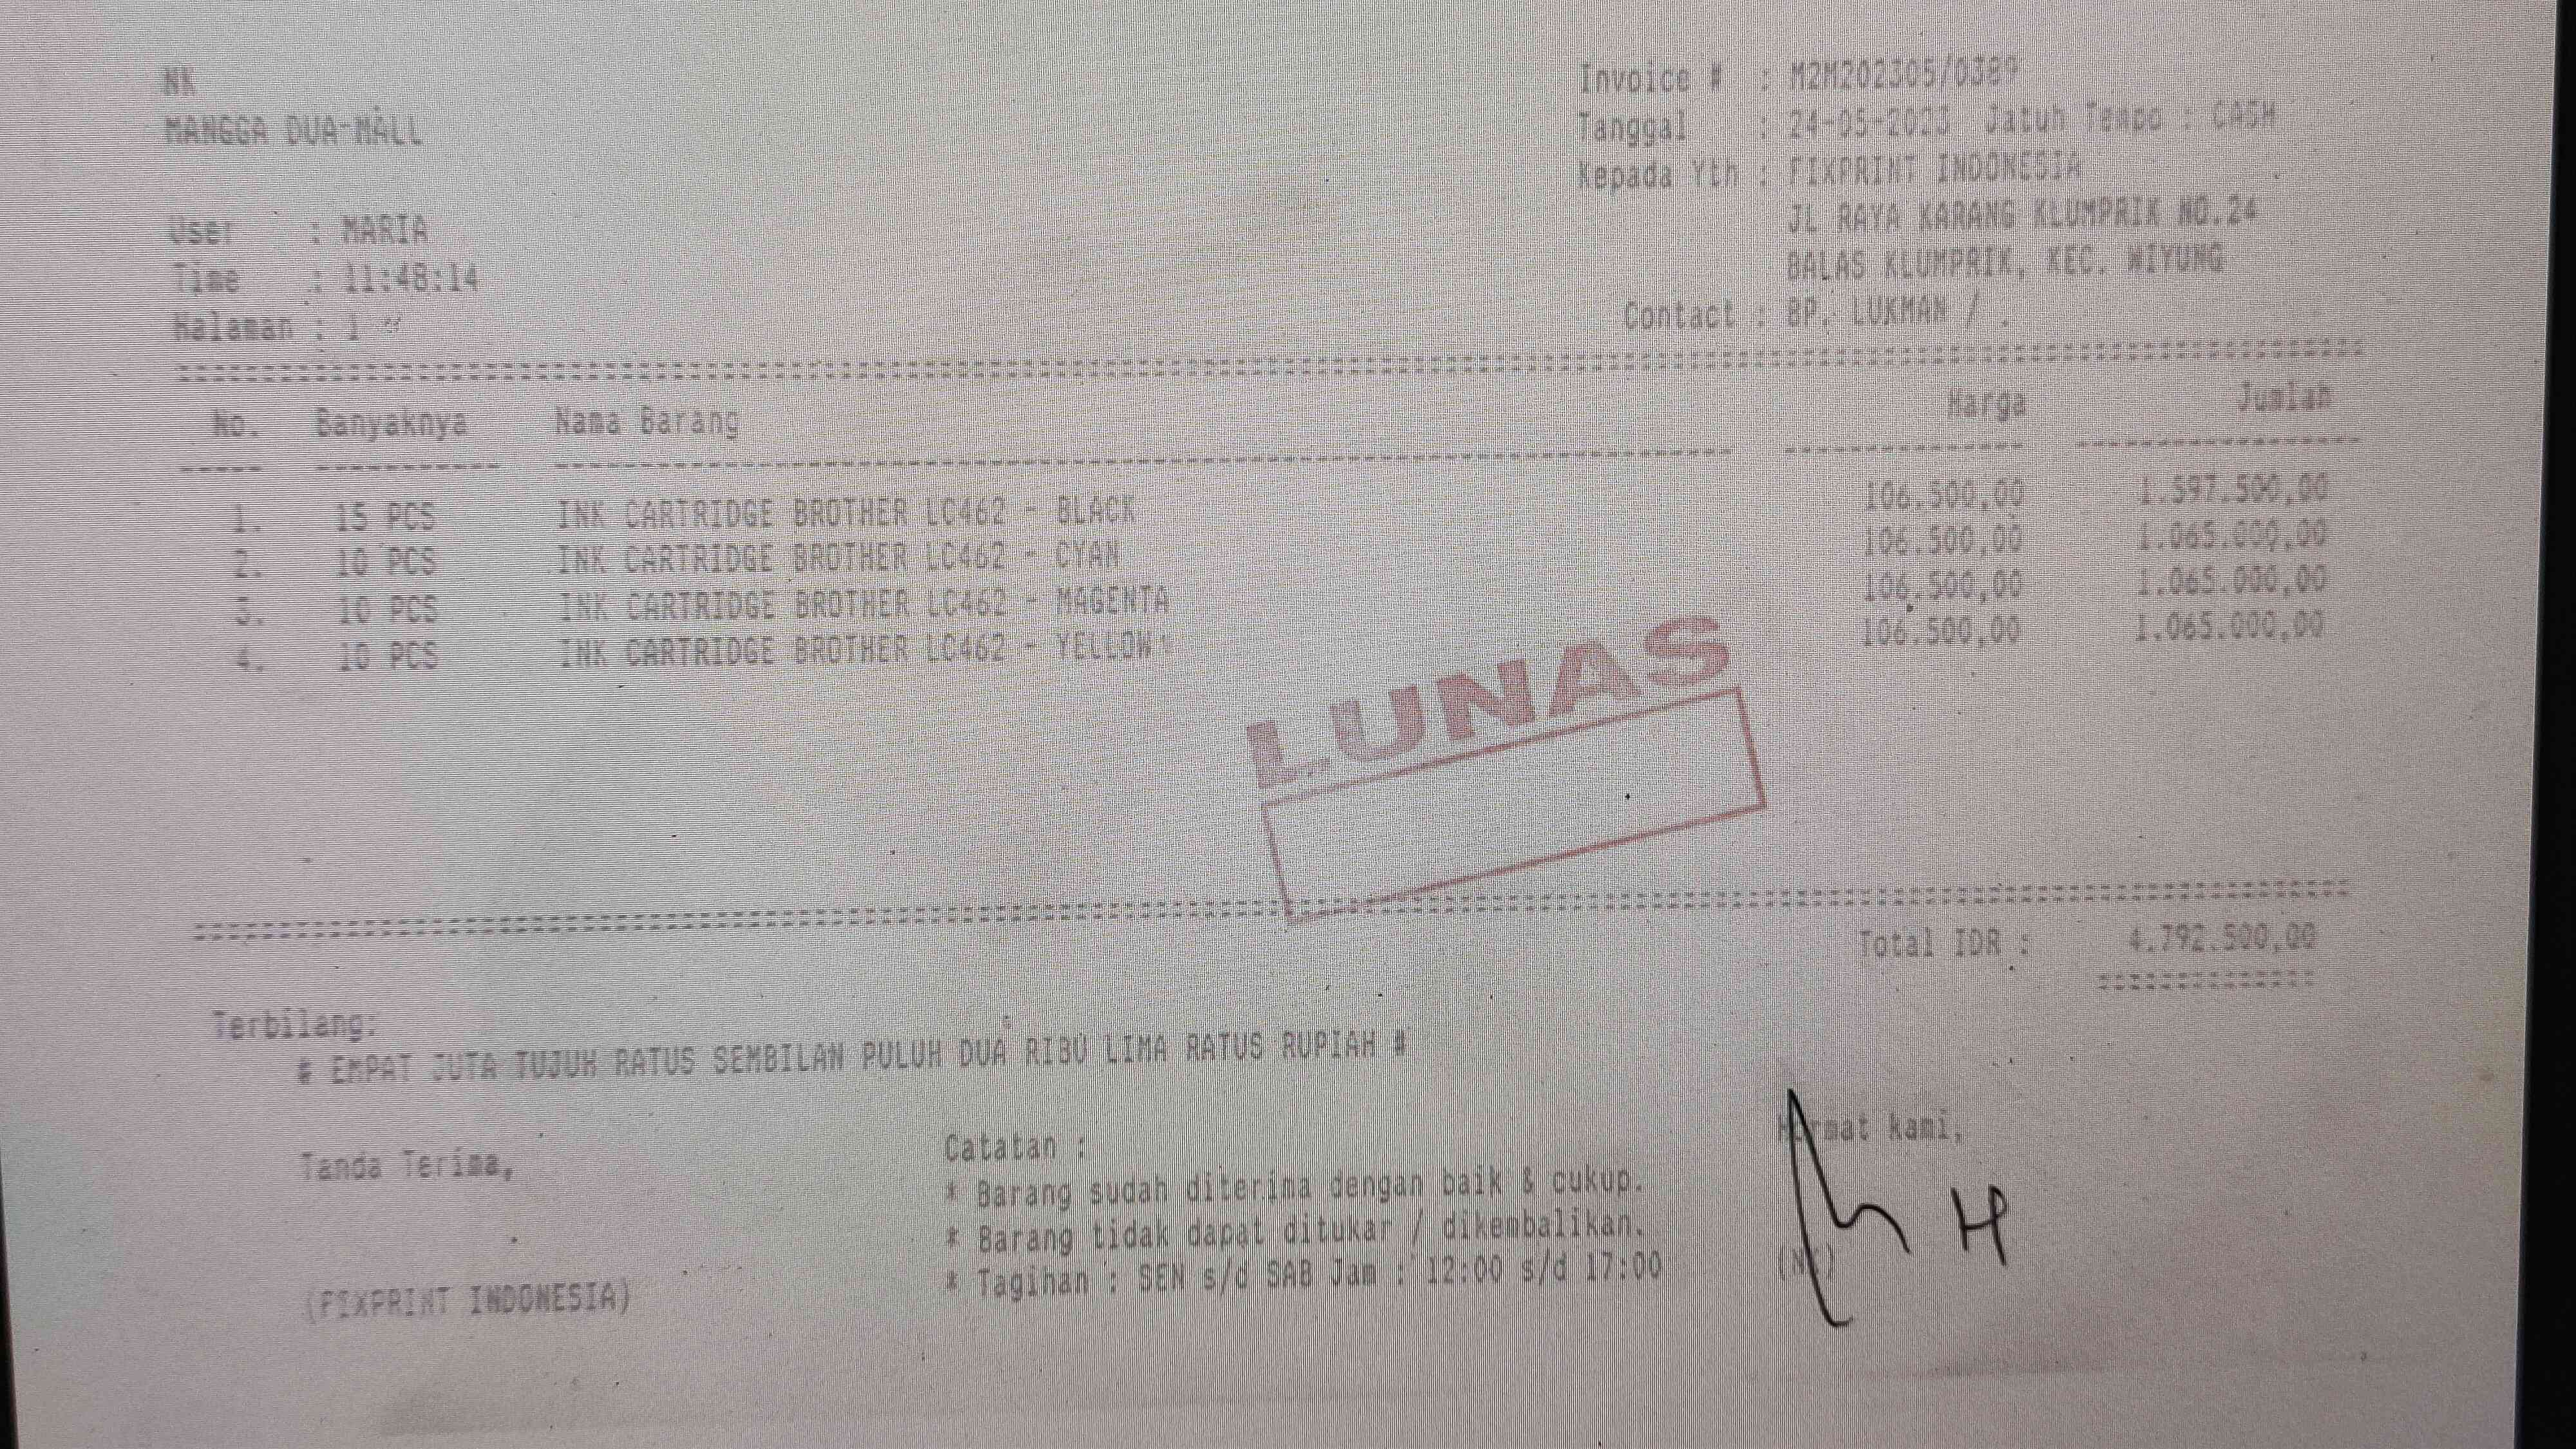 NK
MANGGA DUA-MALL
User : MARIA
Time : 11:48:14
Halaman : 1
Invoice # : M2M202305/0389
Tanggal : 24-05-2023 Jatuh Tempo : CASH
Kepada Yth : FIXPRINT INDONESIA
JL RAYA KARANG KLUMPRIK NO.24
BALAS KLUMPRIK, KEC. WIYUNG
Contact : BP. LUKMAN / .
No. Banyaknya Nama Barang Harga Jumlah
1. 15 PCS INK CARTRIDGE BROTHER LC462 - BLACK 106.500,00 1.597.500,00
2. 10 PCS INK CARTRIDGE BROTHER LC462 - CYAN 106.500,00 1.065.000,00
3. 10 PCS INK CARTRIDGE BROTHER LC462 - MAGENTA 106.500,00 1.065.000,00
4. 10 PCS INK CARTRIDGE BROTHER LC462 - YELLOW 106.500,00 1.065.000,00
LUNAS
Total IDR : 4.792.500,00
Terbilang:
# EMPAT JUTA TUJUH RATUS SEMBILAN PULUH DUA RIBU LIMA RATUS RUPIAH #
Tanda Terima,
(FIXPRINT INDONESIA)
Catatan :
* Barang sudah diterima dengan baik & cukup.
* Barang tidak dapat ditukar / dikembalikan.
* Tagihan : SEN s/d SAB Jam : 12:00 s/d 17:00
Hormat kami,
(NK)